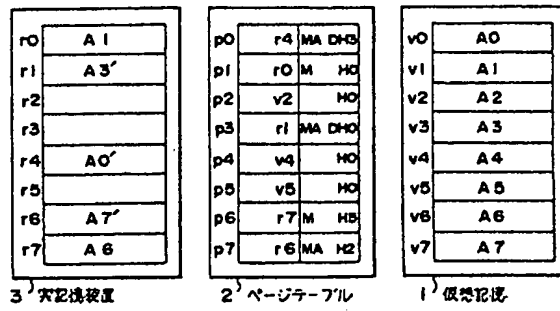 r0 A1
r1 A3′
r2
r3
r4 A0′
r5
r6 A7′
r7 A6
3 実記憶装置
p0 r4 MA DH3
p1 r0 M H0
p2 v2 H0
p3 r1 MA DH0
p4 v4 H0
p5 v5 H0
p6 r7 M H5
p7 r6 MA H2
2 ページテーブル
v0 A0
v1 A1
v2 A2
v3 A3
v4 A4
v5 A5
v6 A6
v7 A7
1 仮想記憶